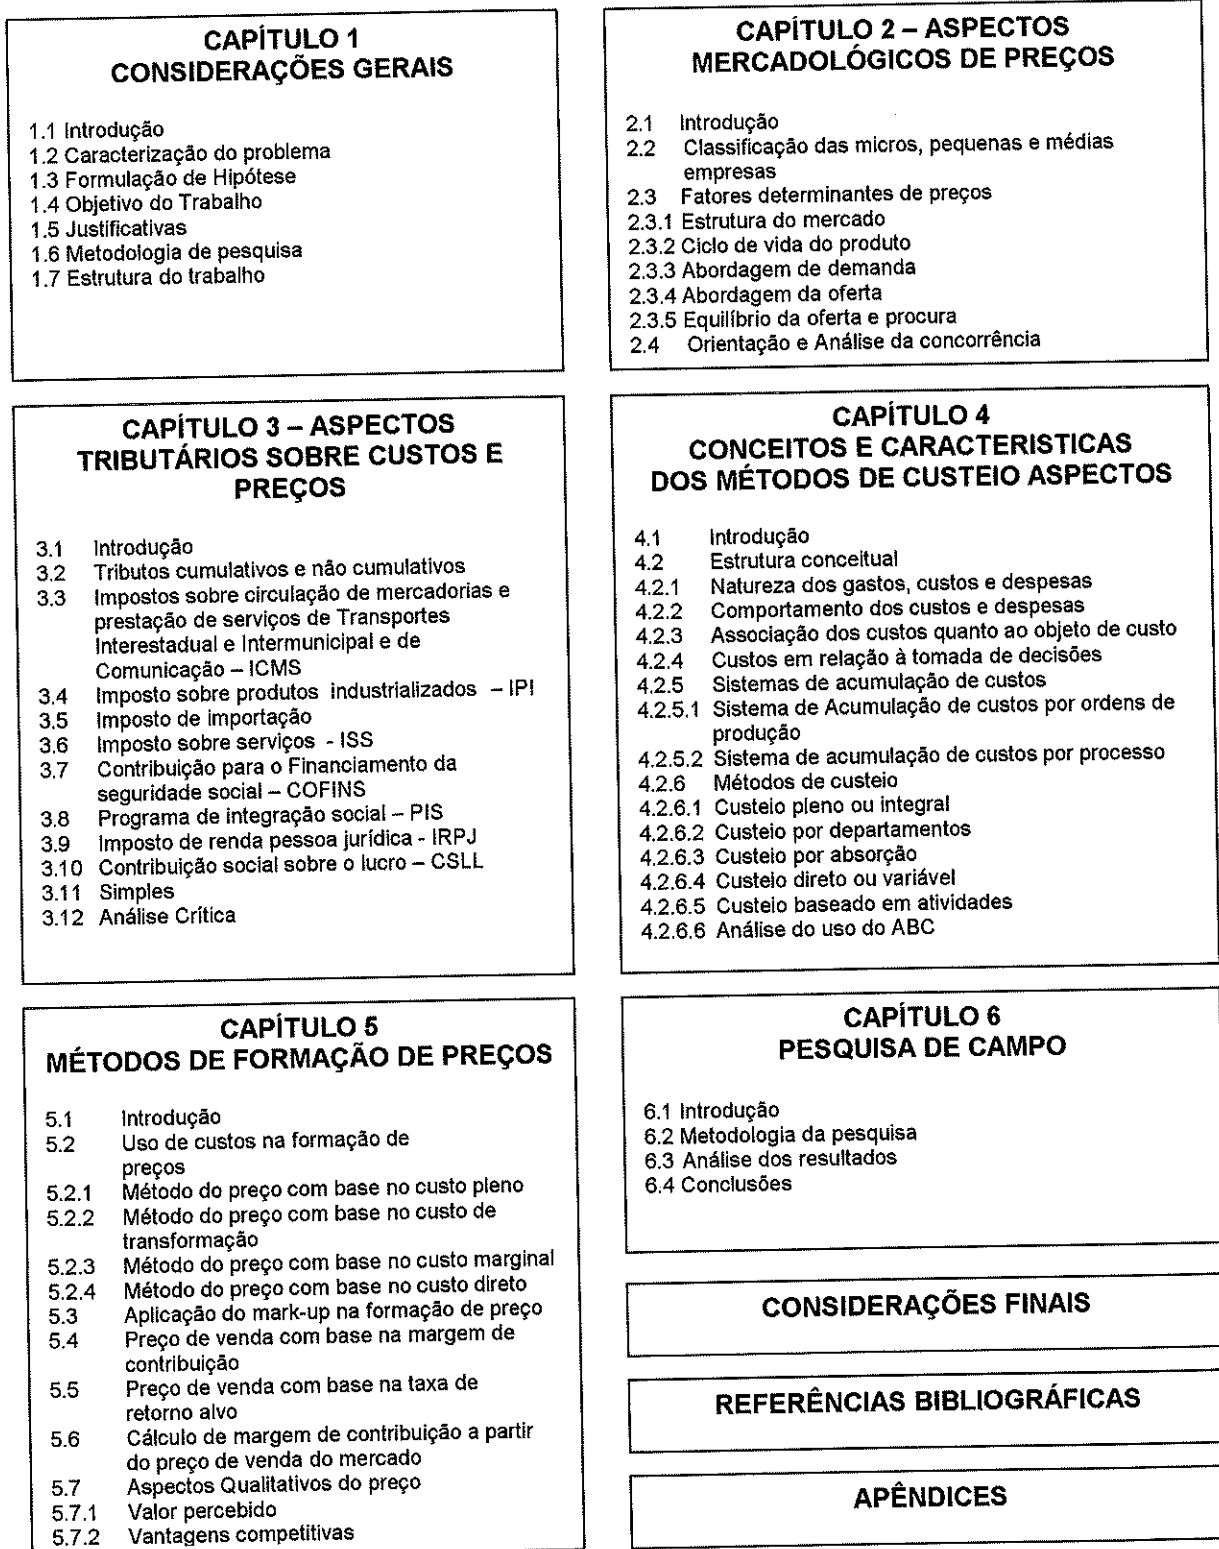 CAPÍTULO 1
CONSIDERAÇÕES GERAIS
1.1 Introdução
1.2 Caracterização do problema
1.3 Formulação de Hipótese
1.4 Objetivo do Trabalho
1.5 Justificativas
1.6 Metodologia de pesquisa
1.7 Estrutura do trabalho
CAPÍTULO 2 – ASPECTOS
MERCADOLÓGICOS DE PREÇOS
2.1 Introdução
2.2 Classificação das micros, pequenas e médias
empresas
2.3 Fatores determinantes de preços
2.3.1 Estrutura do mercado
2.3.2 Ciclo de vida do produto
2.3.3 Abordagem de demanda
2.3.4 Abordagem da oferta
2.3.5 Equilíbrio da oferta e procura
2.4 Orientação e Análise da concorrência
CAPÍTULO 3 – ASPECTOS
TRIBUTÁRIOS SOBRE CUSTOS E
PREÇOS
3.1 Introdução
3.2 Tributos cumulativos e não cumulativos
3.3 Impostos sobre circulação de mercadorias e
prestação de serviços de Transportes
Interestadual e Intermunicipal e de
Comunicação – ICMS
3.4 Imposto sobre produtos industrializados – IPI
3.5 Imposto de importação
3.6 Imposto sobre serviços - ISS
3.7 Contribuição para o Financiamento da
seguridade social – COFINS
3.8 Programa de integração social – PIS
3.9 Imposto de renda pessoa jurídica - IRPJ
3.10 Contribuição social sobre o lucro – CSLL
3.11 Simples
3.12 Análise Crítica
CAPÍTULO 4
CONCEITOS E CARACTERISTICAS
DOS MÉTODOS DE CUSTEIO ASPECTOS
4.1 Introdução
4.2 Estrutura conceitual
4.2.1 Natureza dos gastos, custos e despesas
4.2.2 Comportamento dos custos e despesas
4.2.3 Associação dos custos quanto ao objeto de custo
4.2.4 Custos em relação à tomada de decisões
4.2.5 Sistemas de acumulação de custos
4.2.5.1 Sistema de Acumulação de custos por ordens de
produção
4.2.5.2 Sistema de acumulação de custos por processo
4.2.6 Métodos de custeio
4.2.6.1 Custeio pleno ou integral
4.2.6.2 Custeio por departamentos
4.2.6.3 Custeio por absorção
4.2.6.4 Custeio direto ou variável
4.2.6.5 Custeio baseado em atividades
4.2.6.6 Análise do uso do ABC
CAPÍTULO 5
MÉTODOS DE FORMAÇÃO DE PREÇOS
5.1 Introdução
5.2 Uso de custos na formação de
preços
5.2.1 Método do preço com base no custo pleno
5.2.2 Método do preço com base no custo de
transformação
5.2.3 Método do preço com base no custo marginal
5.2.4 Método do preço com base no custo direto
5.3 Aplicação do mark-up na formação de preço
5.4 Preço de venda com base na margem de
contribuição
5.5 Preço de venda com base na taxa de
retorno alvo
5.6 Cálculo de margem de contribuição a partir
do preço de venda do mercado
5.7 Aspectos Qualitativos do preço
5.7.1 Valor percebido
5.7.2 Vantagens competitivas
CAPÍTULO 6
PESQUISA DE CAMPO
6.1 Introdução
6.2 Metodologia da pesquisa
6.3 Análise dos resultados
6.4 Conclusões
CONSIDERAÇÕES FINAIS
REFERÊNCIAS BIBLIOGRÁFICAS
APÊNDICES